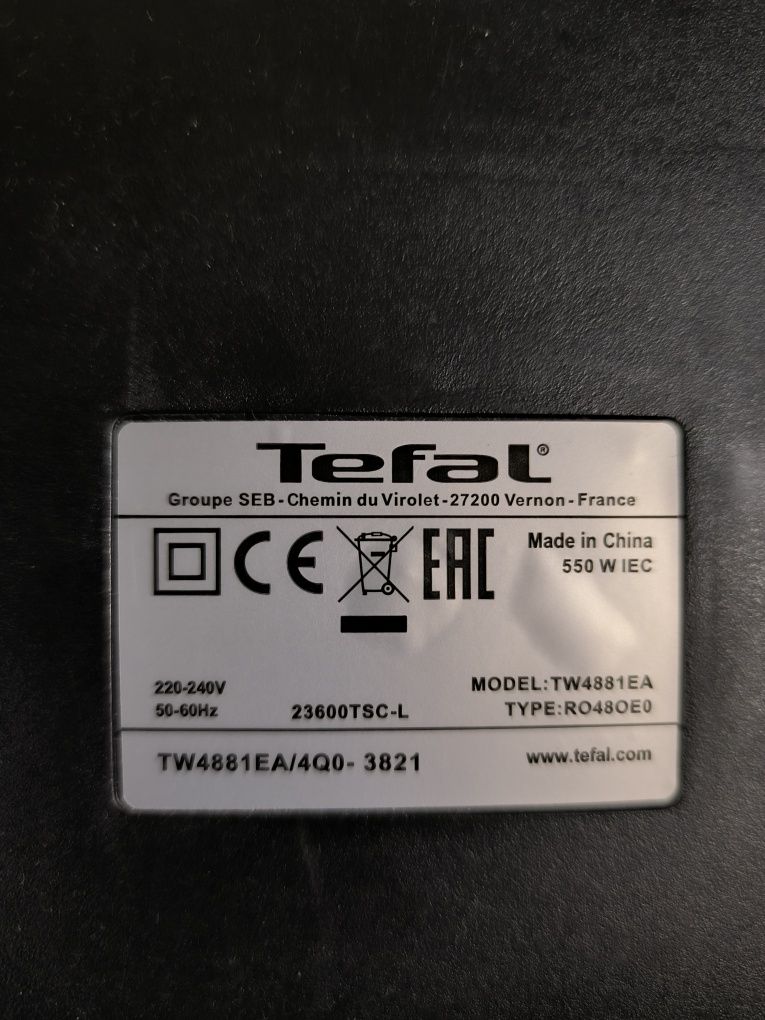 Tefal®
Groupe SEB - Chemin du Virolet - 27200 Vernon - France
CE EAC
Made in China
550 W IEC
220-240V
50-60Hz
23600TSC-L
MODEL:TW4881EA
TYPE:RO48OE0
TW4881EA/4Q0- 3821
www.tefal.com